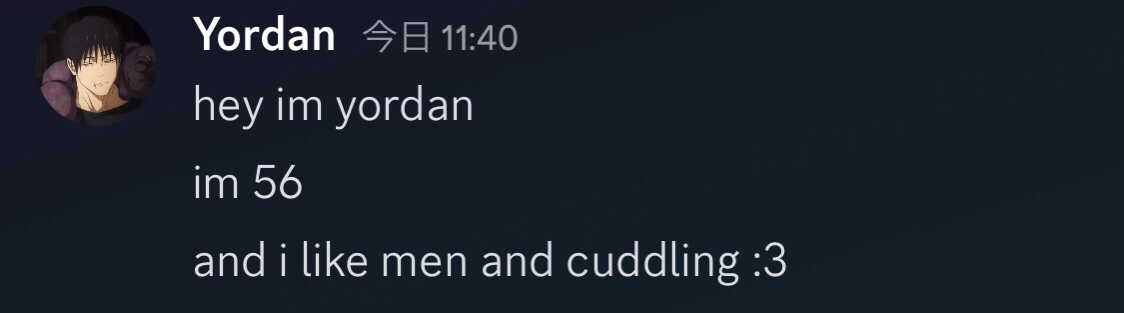 Yordan 今日 11:40
hey im yordan
im 56
and i like men and cuddling :3